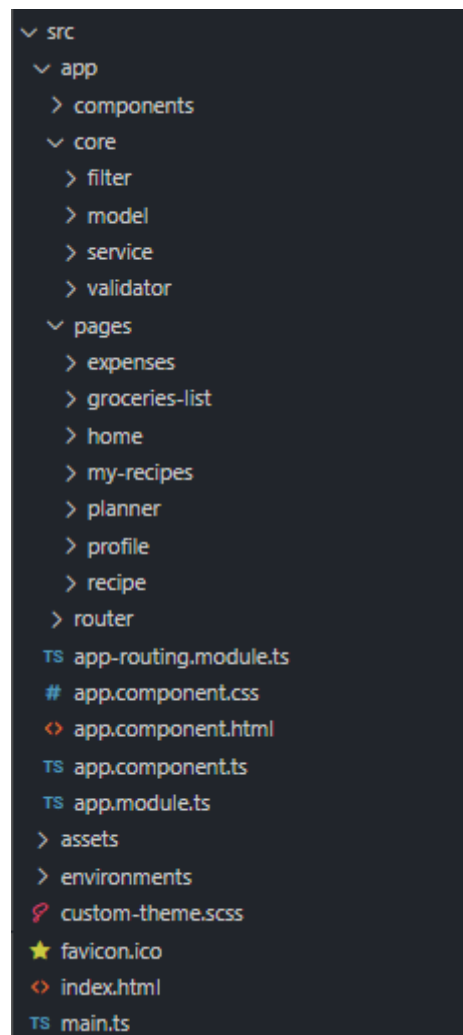 src
app
components
core
filter
model
service
validator
pages
expenses
groceries-list
home
my-recipes
planner
profile
recipe
router
TS app-routing.module.ts
# app.component.css
<> app.component.html
TS app.component.ts
TS app.module.ts
assets
environments
custom-theme.scss
favicon.ico
<> index.html
TS main.ts